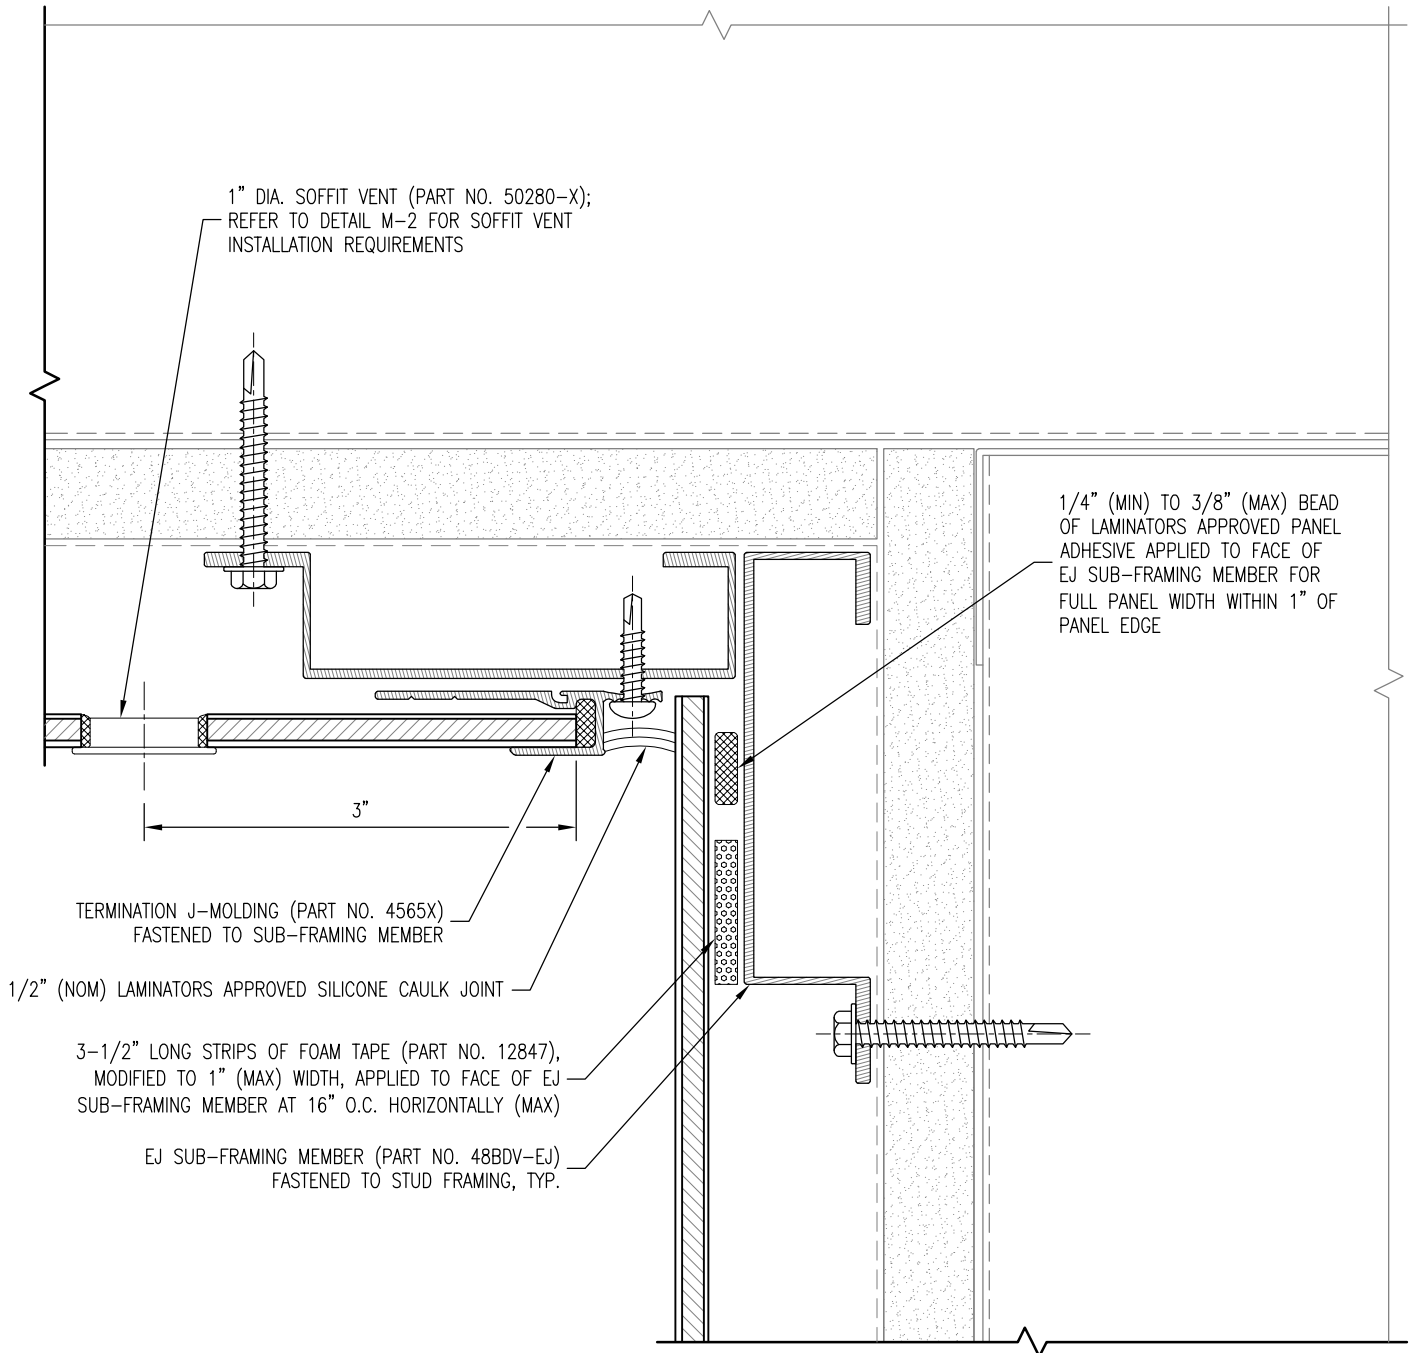 1” DIA. SOFFIT VENT (PART NO. 50280-X);
REFER TO DETAIL M-2 FOR SOFFIT VENT
INSTALLATION REQUIREMENTS
1/4” (MIN) TO 3/8” (MAX) BEAD
OF LAMINATORS APPROVED PANEL
ADHESIVE APPLIED TO FACE OF
EJ SUB-FRAMING MEMBER FOR
FULL PANEL WIDTH WITHIN 1” OF
PANEL EDGE
3”
TERMINATION J-MOLDING (PART NO. 4565X)
FASTENED TO SUB-FRAMING MEMBER
1/2” (NOM) LAMINATORS APPROVED SILICONE CAULK JOINT
3-1/2” LONG STRIPS OF FOAM TAPE (PART NO. 12847),
MODIFIED TO 1” (MAX) WIDTH, APPLIED TO FACE OF EJ
SUB-FRAMING MEMBER AT 16” O.C. HORIZONTALLY (MAX)
EJ SUB-FRAMING MEMBER (PART NO. 48BDV-EJ)
FASTENED TO STUD FRAMING, TYP.